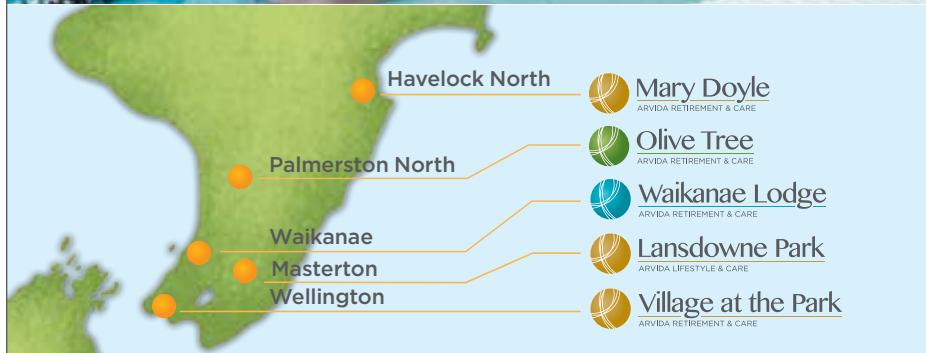 Havelock North
Mary Doyle
ARVIDA RETIREMENT & CARE
Palmerston North
Olive Tree
ARVIDA RETIREMENT & CARE
Waikanae
Waikanae Lodge
ARVIDA RETIREMENT & CARE
Masterton
Lansdowne Park
ARVIDA LIFESTYLE & CARE
Wellington
Village at the Park
ARVIDA RETIREMENT & CARE